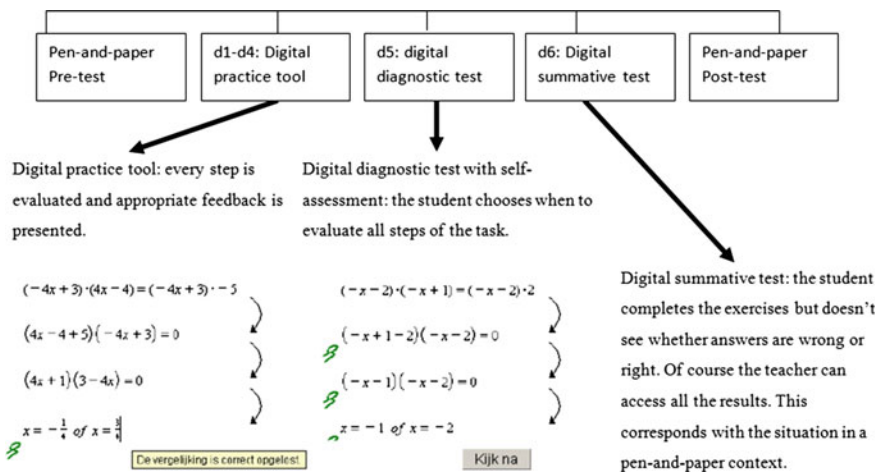 Pen-and-paper
Pre-test
d1-d4: Digital
practice tool
d5: digital
diagnostic test
d6: Digital
summative test
Pen-and-paper
Post-test
Digital practice tool: every step is
evaluated and appropriate feedback is
presented.
Digital diagnostic test with self-
assessment: the student chooses when to
evaluate all steps of the task.
Digital summative test: the student
completes the exercises but doesn't
see whether answers are wrong or
right. Of course the teacher can
access all the results. This
corresponds with the situation in a
pen-and-paper context.
(−4x+3)·(4x−4)=(−4x+3)·−5
(4x−4+5)(−4x+3)=0
(4x+1)(3−4x)=0
x=−1/4 of x=3/4
De vergelijking is correct opgelost.
(−x−2)·(−x+1)=(−x−2)·2
(−x+1−2)(−x−2)=0
(−x−1)(−x−2)=0
x=−1 of x=−2
Kijk na